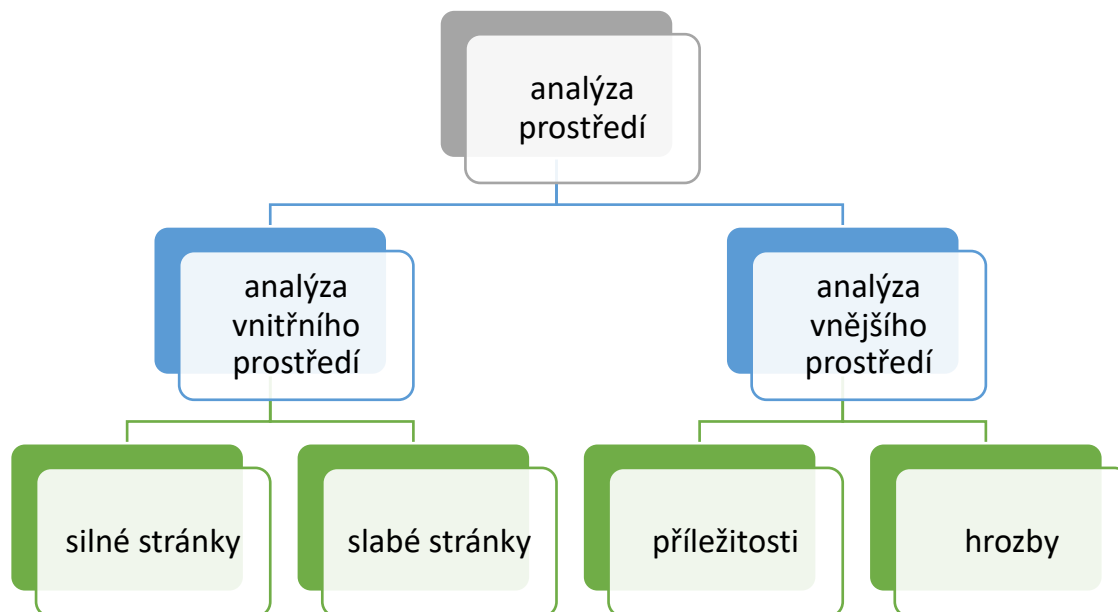 analýza
prostředí
analýza
vnitřního
prostředí
analýza
vnějšího
prostředí
silné stránky
slabé stránky
příležitosti
hrozby